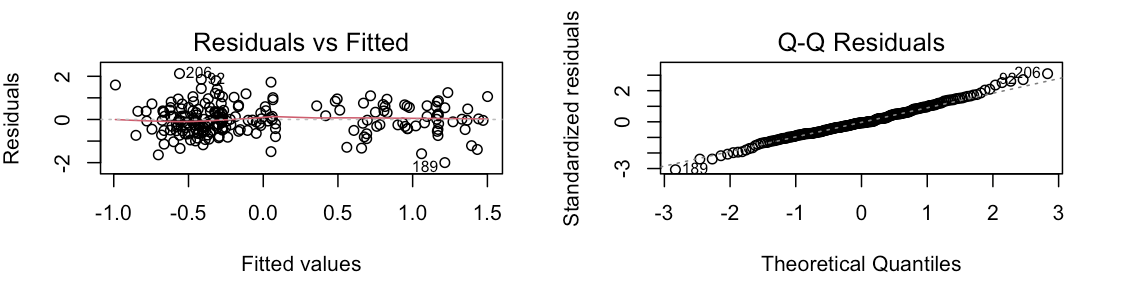 Residuals vs Fitted
Residuals
2
0
-2
206
189
-1.0 -0.5 0.0 0.5 1.0 1.5
Fitted values
Q-Q Residuals
Standardized residuals
2
0
-3
206
189
-3 -2 -1 0 1 2 3
Theoretical Quantiles